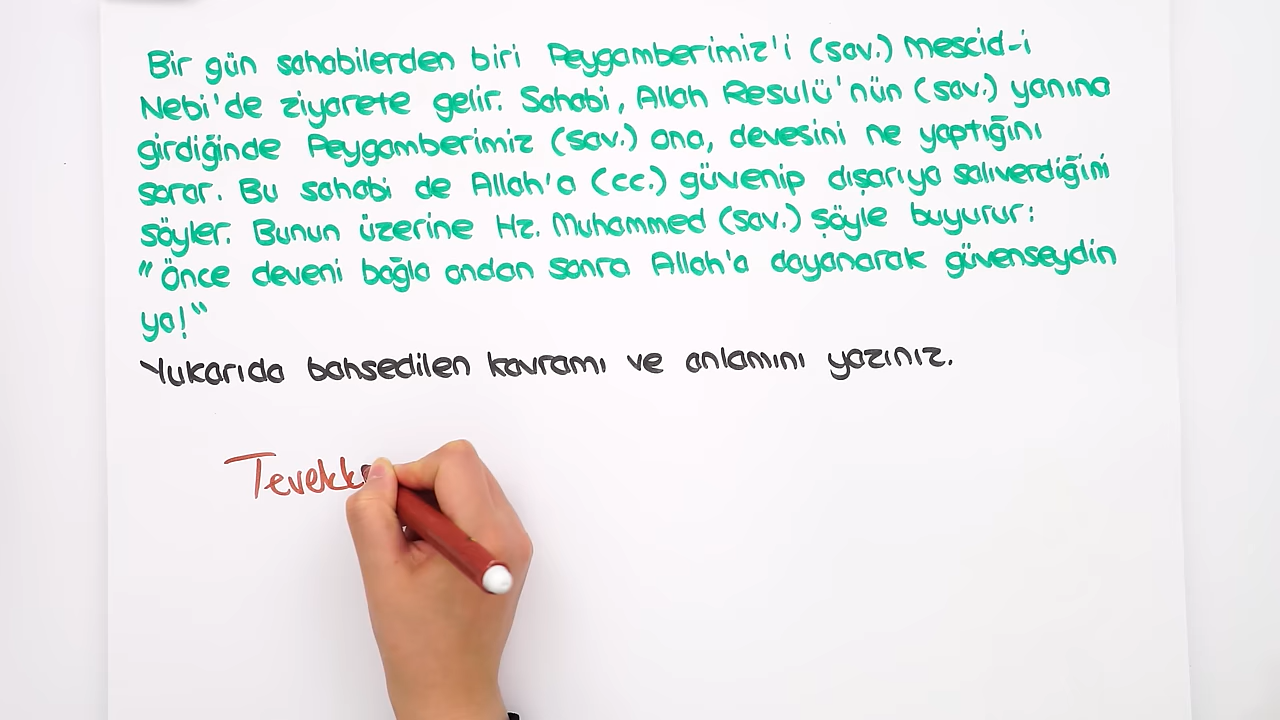 Bir gün sahabilerden biri Peygamberimiz'i (sav.) Mescid-i
Nebi'de ziyarete gelir. Sahabi, Allah Resulü'nün (sav.) yanına
girdiğinde Peygamberimiz (sav.) ona, devesini ne yaptığını
sorar. Bu sahabi de Allah'a (cc.) güvenip dışarıya salıverdiğini
söyler. Bunun üzerine Hz. Muhammed (sav.) şöyle buyurur:
"Önce deveni bağla ondan sonra Allah'a dayanarak güvenseydin
ya!"
Yukarıda bahsedilen kavramı ve anlamını yazınız.
Tevekk